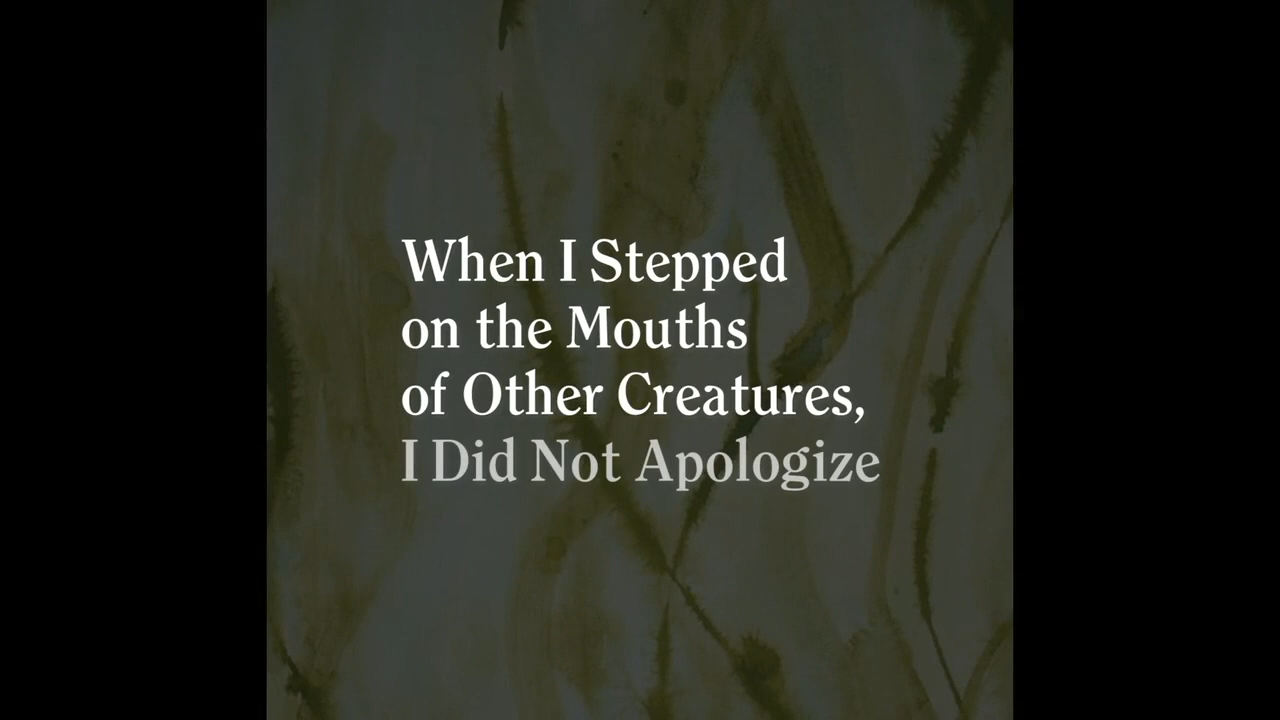 When I Stepped
on the Mouths
of Other Creatures,
I Did Not Apologize